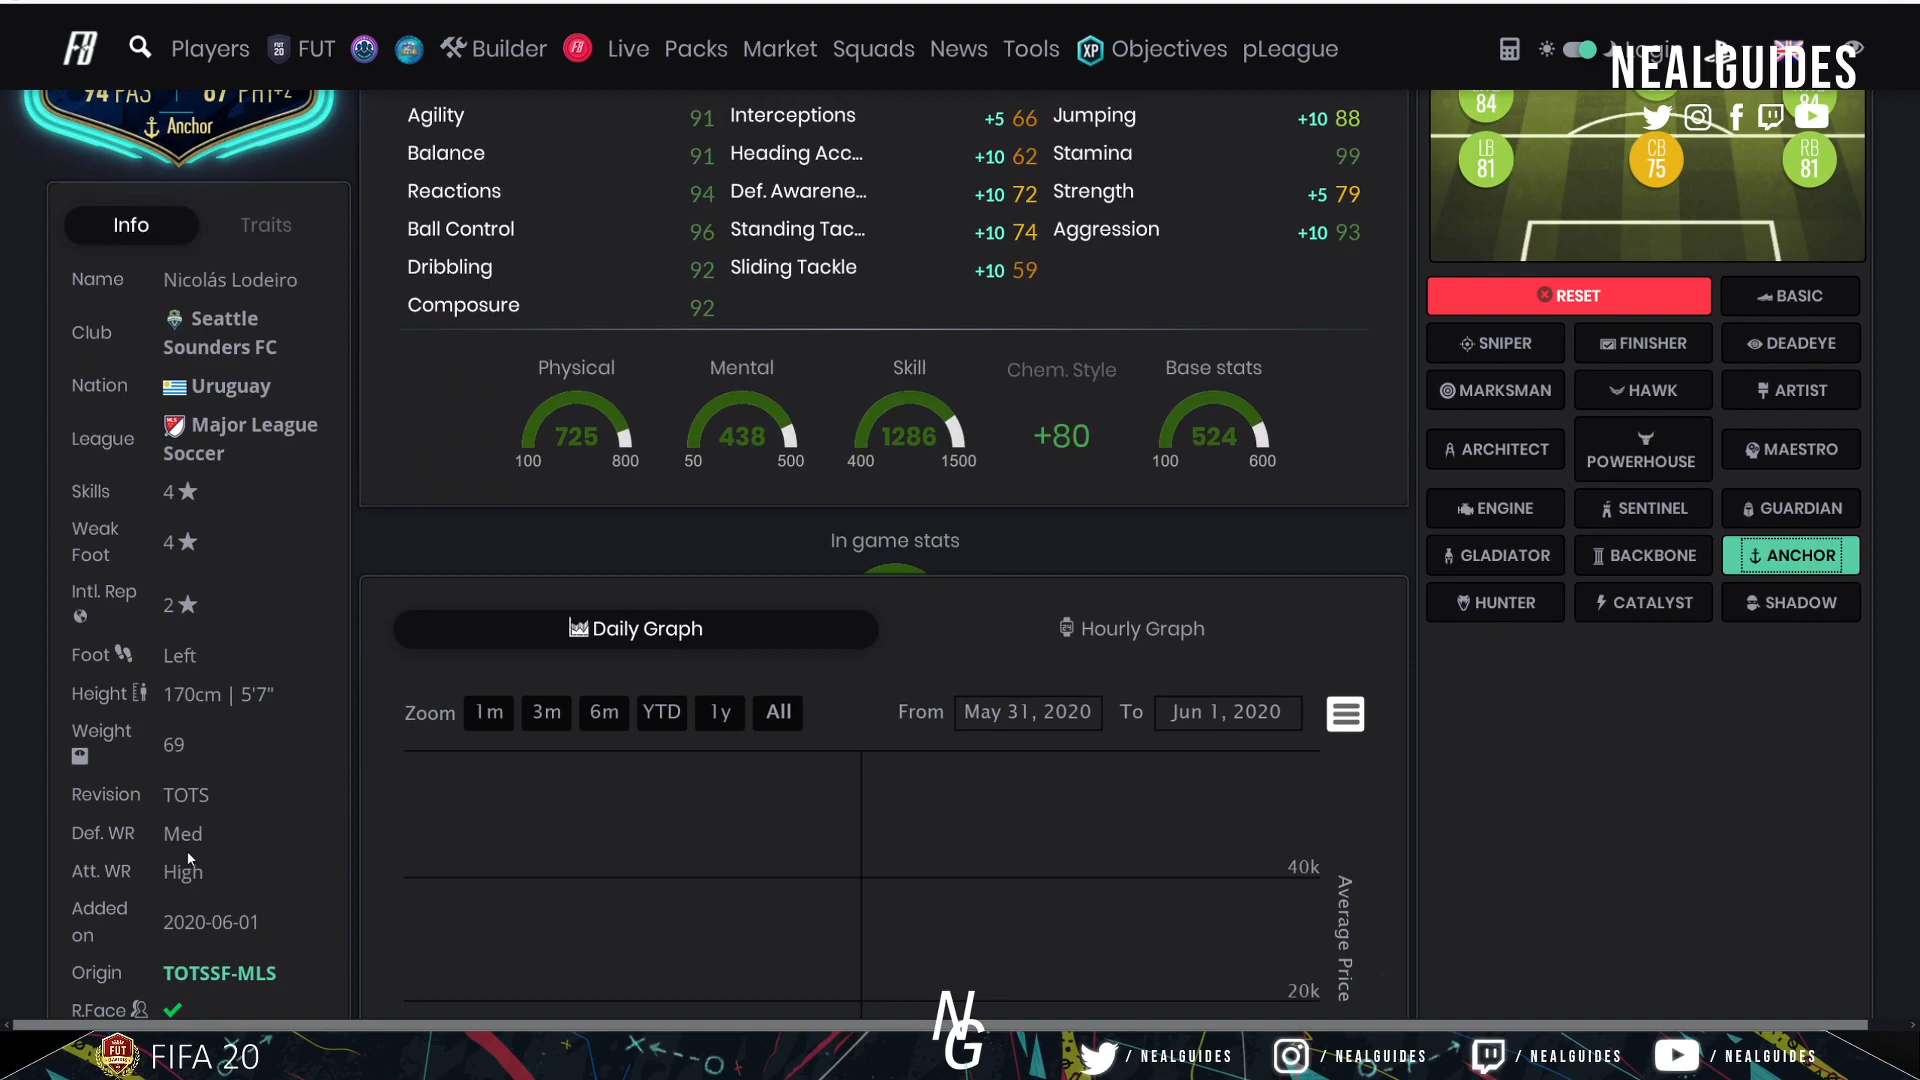 Players FUT Builder Live Packs Market Squads News Tools XP Objectives pLeague
NEALGUIDES
94 PAS 87 PHY+2
Anchor
Info Traits
Name Nicolás Lodeiro
Club Seattle
Sounders FC
Nation Uruguay
League Major League
Soccer
Skills 4
Weak
Foot 4
Intl. Rep 2
Foot Left
Height 170cm | 5'7"
Weight 69
Revision TOTS
Def. WR Med
Att. WR High
Added
on 2020-06-01
Origin TOTSSF-MLS
R.Face
Agility 91 Interceptions +5 66 Jumping +10 88
Balance 91 Heading Acc... +10 62 Stamina 99
Reactions 94 Def. Awarene... +10 72 Strength +5 79
Ball Control 96 Standing Tac... +10 74 Aggression +10 93
Dribbling 92 Sliding Tackle +10 59
Composure 92
Physical Mental Skill Chem. Style Base stats
725 438 1286 +80 524
100 800 50 500 400 1500 100 600
In game stats
Daily Graph Hourly Graph
Zoom 1m 3m 6m YTD 1y All From May 31, 2020 To Jun 1, 2020
40k
20k
Average Price
84 84
LB CB RB
81 75 81
RESET BASIC
SNIPER FINISHER DEADEYE
MARKSMAN HAWK ARTIST
ARCHITECT POWERHOUSE MAESTRO
ENGINE SENTINEL GUARDIAN
GLADIATOR BACKBONE ANCHOR
HUNTER CATALYST SHADOW
FIFA 20 NG / NEALGUIDES / NEALGUIDES / NEALGUIDES / NEALGUIDES